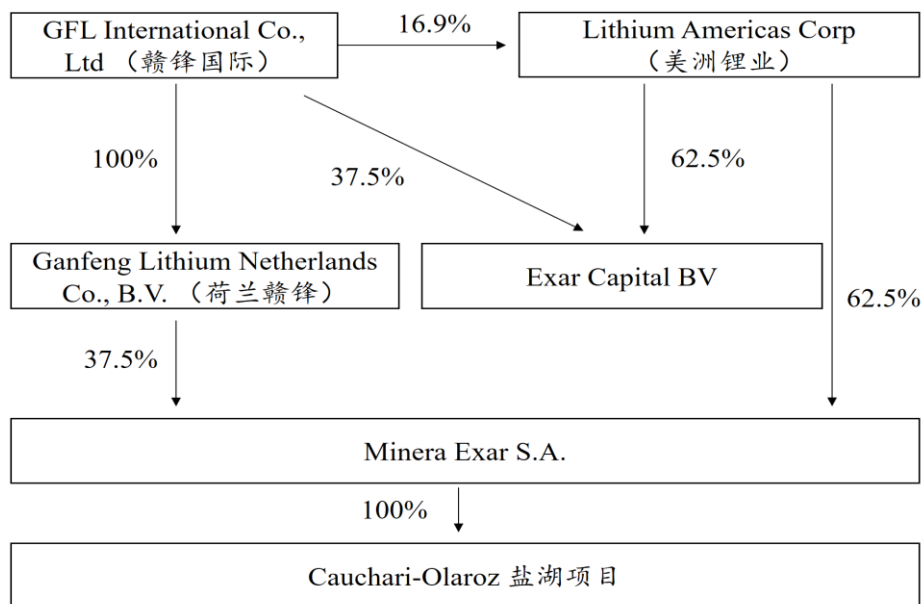 GFL International Co.,
Ltd （赣锋国际）
16.9%
Lithium Americas Corp
（美洲锂业）
100%
37.5%
62.5%
Ganfeng Lithium Netherlands
Co., B.V. （荷兰赣锋）
Exar Capital BV
62.5%
37.5%
Minera Exar S.A.
100%
Cauchari-Olaroz 盐湖项目